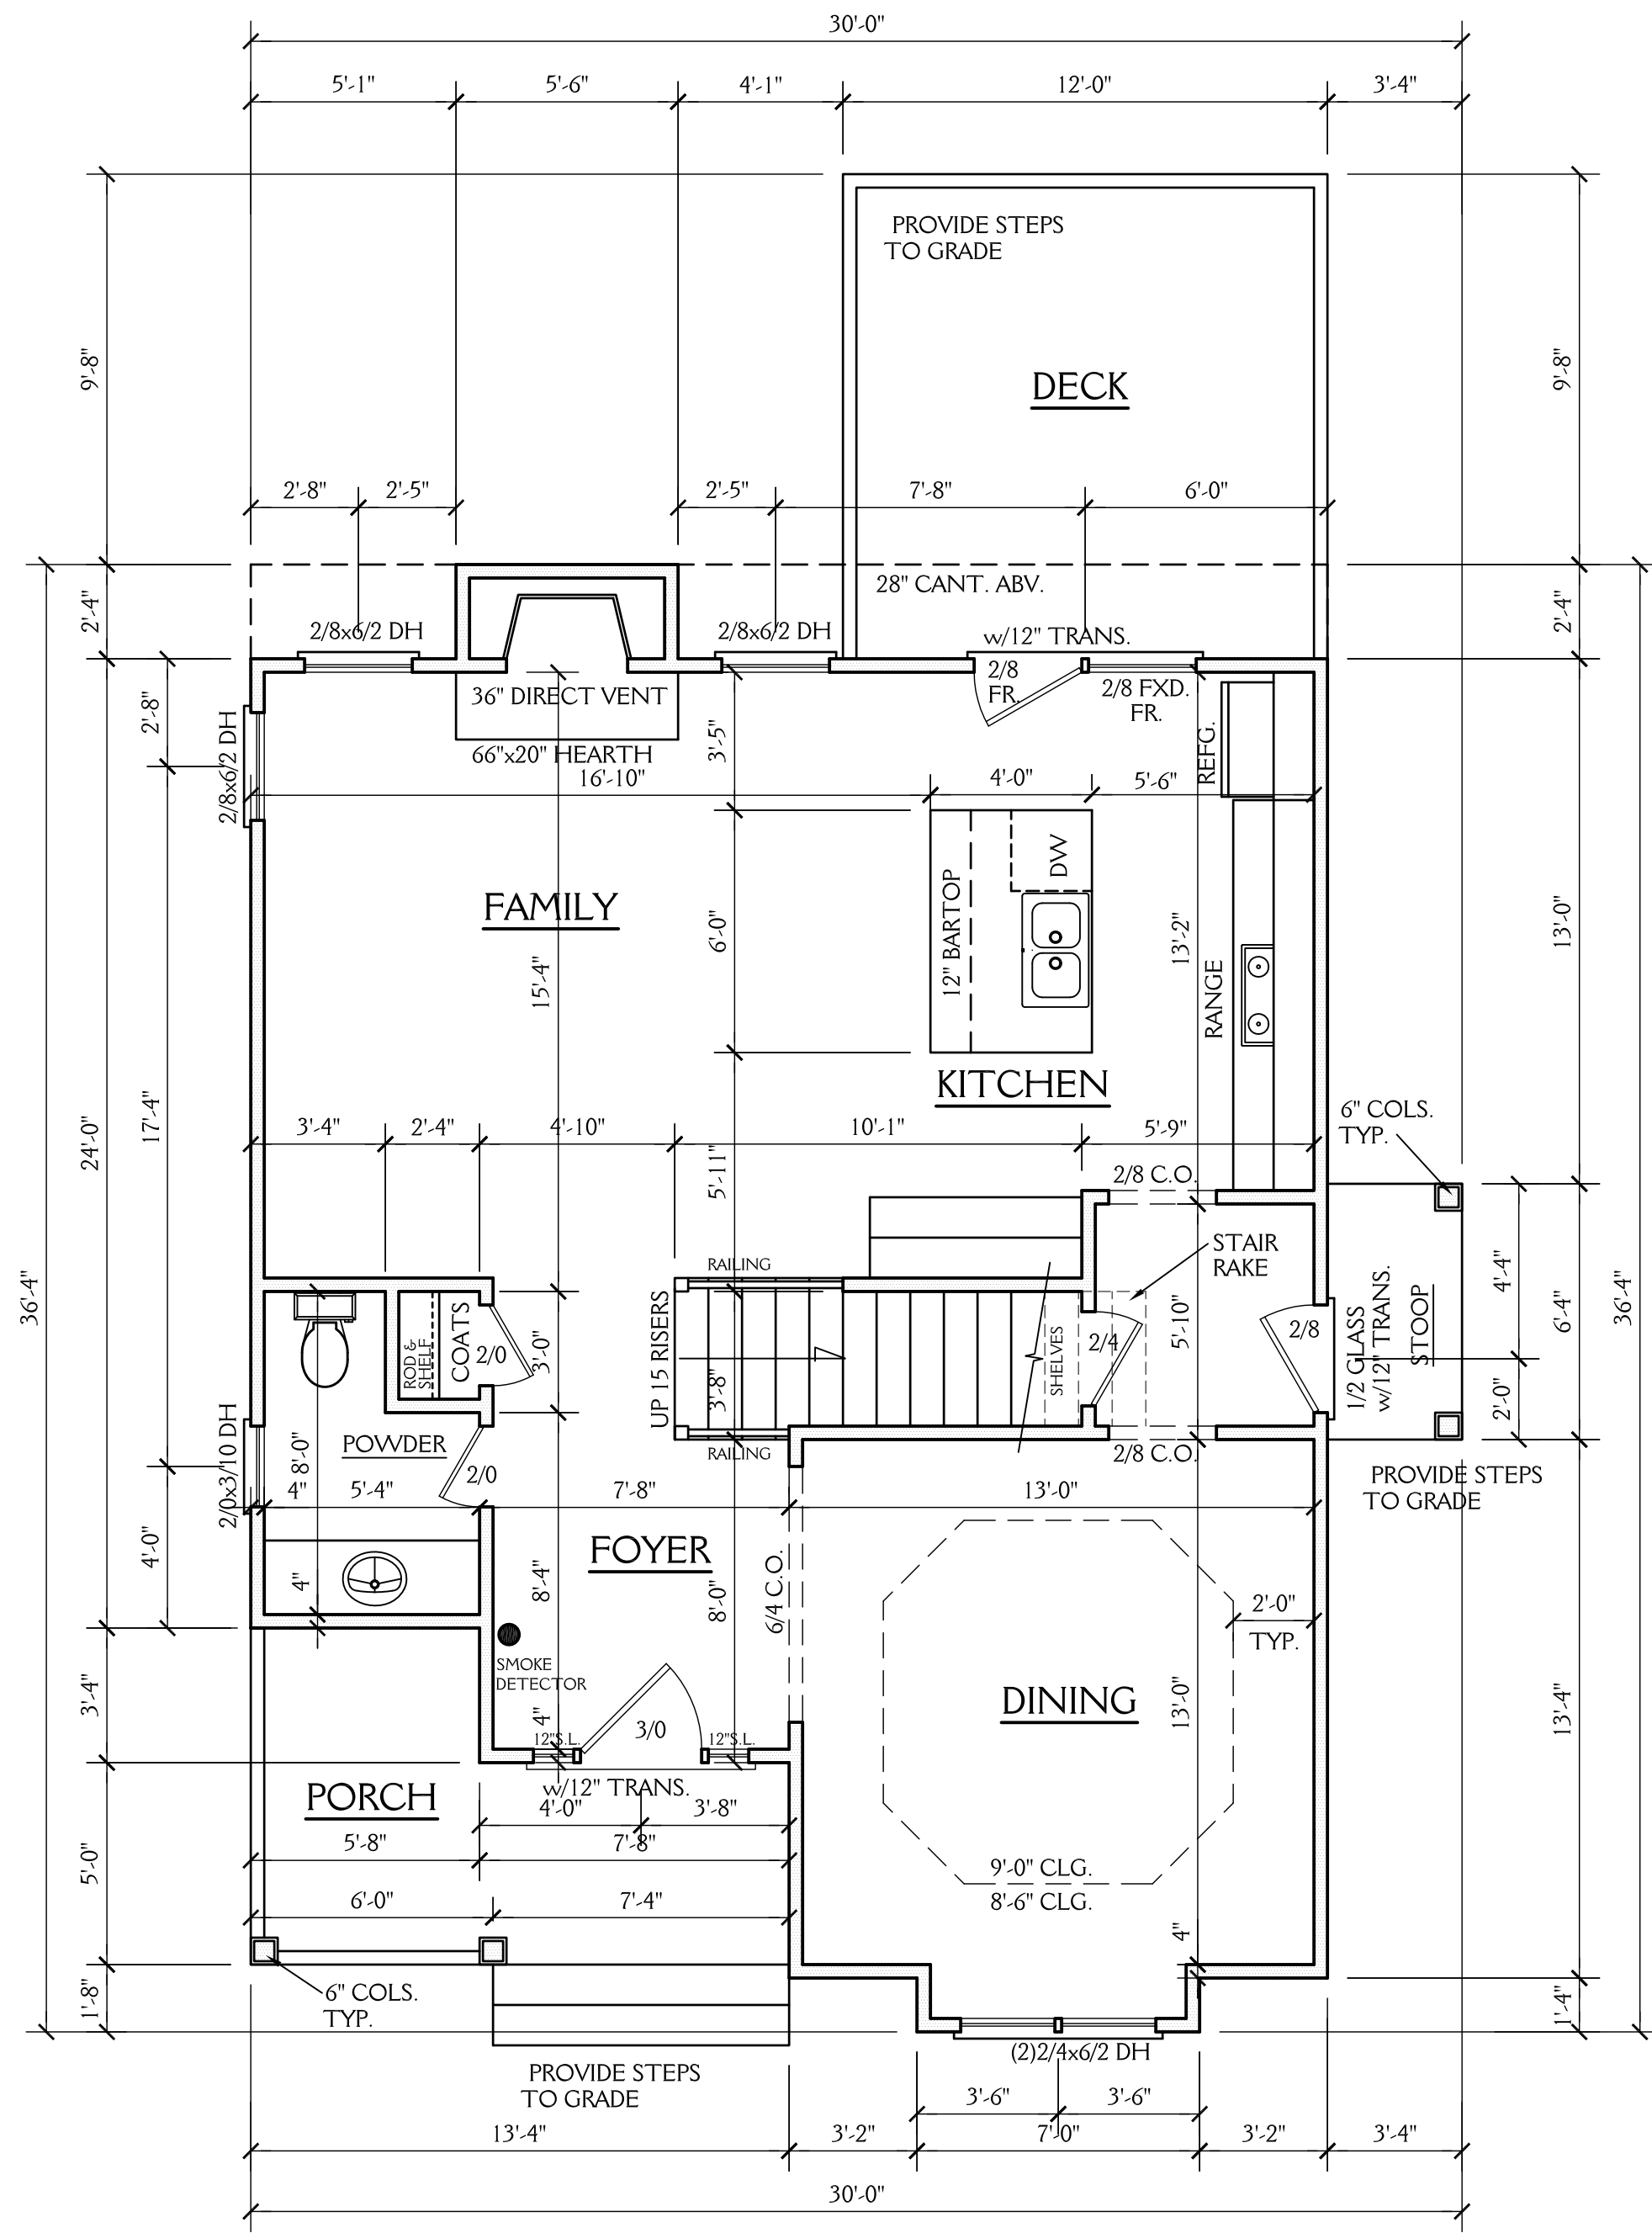 30'-0"
5'-1" 5'-6" 4'-1" 12'-0" 3'-4"
PROVIDE STEPS
TO GRADE
9'-8"
9'-8"
DECK
2'-8" 2'-5" 2'-5" 7'-8" 6'-0"
28" CANT. ABV.
2'-4"
2'-4"
2/8x6/2 DH
2/8x6/2 DH
w/12" TRANS.
2/8
FR.
2/8 FXD.
FR.
36" DIRECT VENT
66"x20" HEARTH
2'-8"
2/8x6/2 DH
3'-5"
REFG.
16'-10" 4'-0" 5'-6"
DW
12" BARTOP
FAMILY
6'-0"
15'-4"
13'-2"
13'-0"
RANGE
KITCHEN
17'-4"
24'-0"
36'-4"
36'-4"
3'-4" 2'-4" 4'-10" 10'-1" 5'-9"
5'-11"
6" COLS.
TYP.
2/8 C.O.
STAIR
RAKE
RAILING
UP 15 RISERS
3'-8"
7
RAILING
SHELVES
2/4
5'-10"
2/8
1/2 GLASS
w/12" TRANS.
STOOP
4'-4"
6'-4"
2'-0"
ROD &
SHELF
COATS
2/0
3'-0"
2/8 C.O.
PROVIDE STEPS
TO GRADE
POWDER
8'-0"
2/0
2/0x3/10 DH
4" 5'-4" 7'-8" 13'-0"
4'-0"
4"
FOYER
8'-4"
8'-0"
6/4 C.O.
2'-0"
TYP.
SMOKE
DETECTOR
3'-4"
4"
12"S.L.
3/0
12"S.L.
DINING
13'-0"
13'-4"
w/12" TRANS.
PORCH
4'-0" 3'-8"
5'-8" 7'-8"
5'-0"
6'-0" 7'-4"
9'-0" CLG.
8'-6" CLG.
4"
6" COLS.
TYP.
1'-8"
1'-4"
(2)2/4x6/2 DH
PROVIDE STEPS
TO GRADE
3'-6" 3'-6"
13'-4" 3'-2" 7'-0" 3'-2" 3'-4"
30'-0"